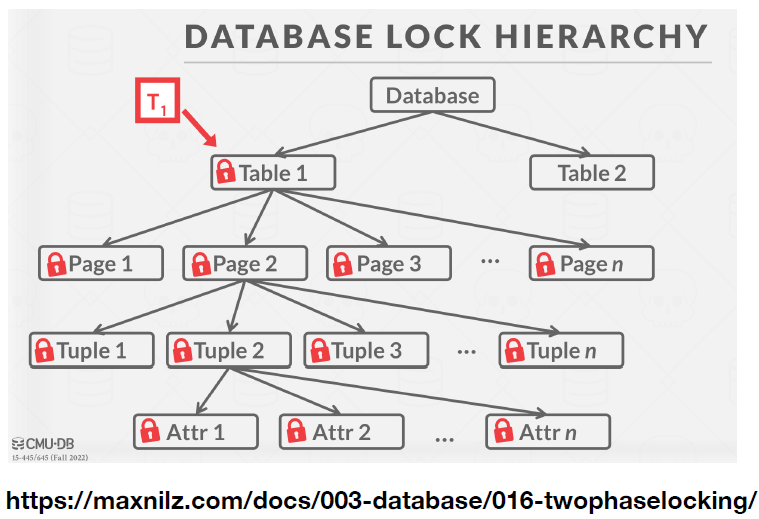 DATABASE LOCK HIERARCHY
T1
Database
Table 1
Table 2
Page 1
Page 2
Page 3
...
Page n
Tuple 1
Tuple 2
Tuple 3
...
Tuple n
Attr 1
Attr 2
...
Attr n
CMU·DB
15-445/645 (Fall 2022)
https://maxnilz.com/docs/003-database/016-twophaselocking/